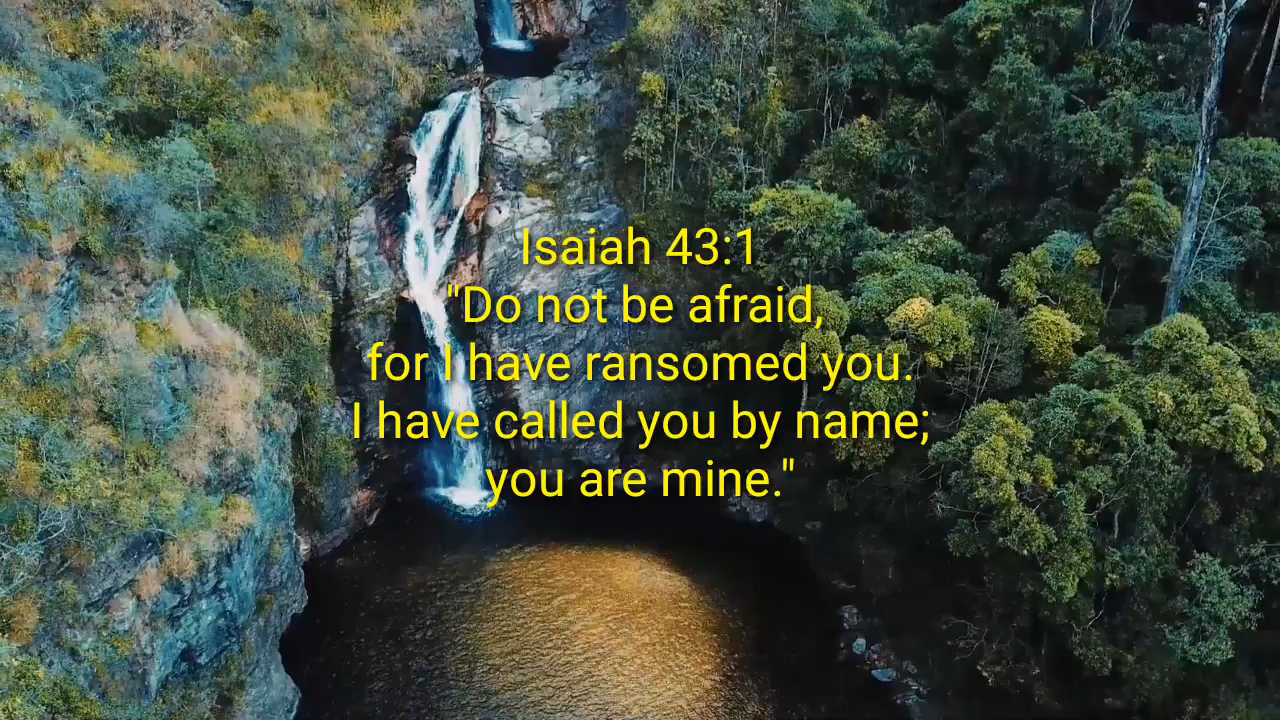 Isaiah 43:1
"Do not be afraid,
for I have ransomed you.
I have called you by name;
you are mine."